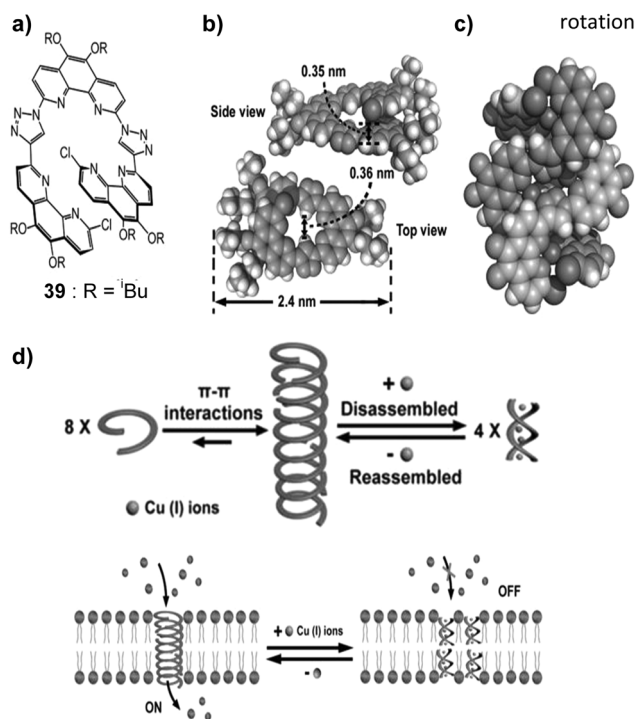 a)
RO
OR
N
N
N
N
N
N
N
N
Cl
N
N
N
N
Cl
RO
RO
OR
OR
39 : R = iBu
b)
0.35 nm
Side view
0.36 nm
Top view
2.4 nm
c)
rotation
d)
8 X
π-π
interactions
Cu (I) ions
+
Disassembled
-
Reassembled
4 X
ON
+ Cu (I) ions
-
OFF